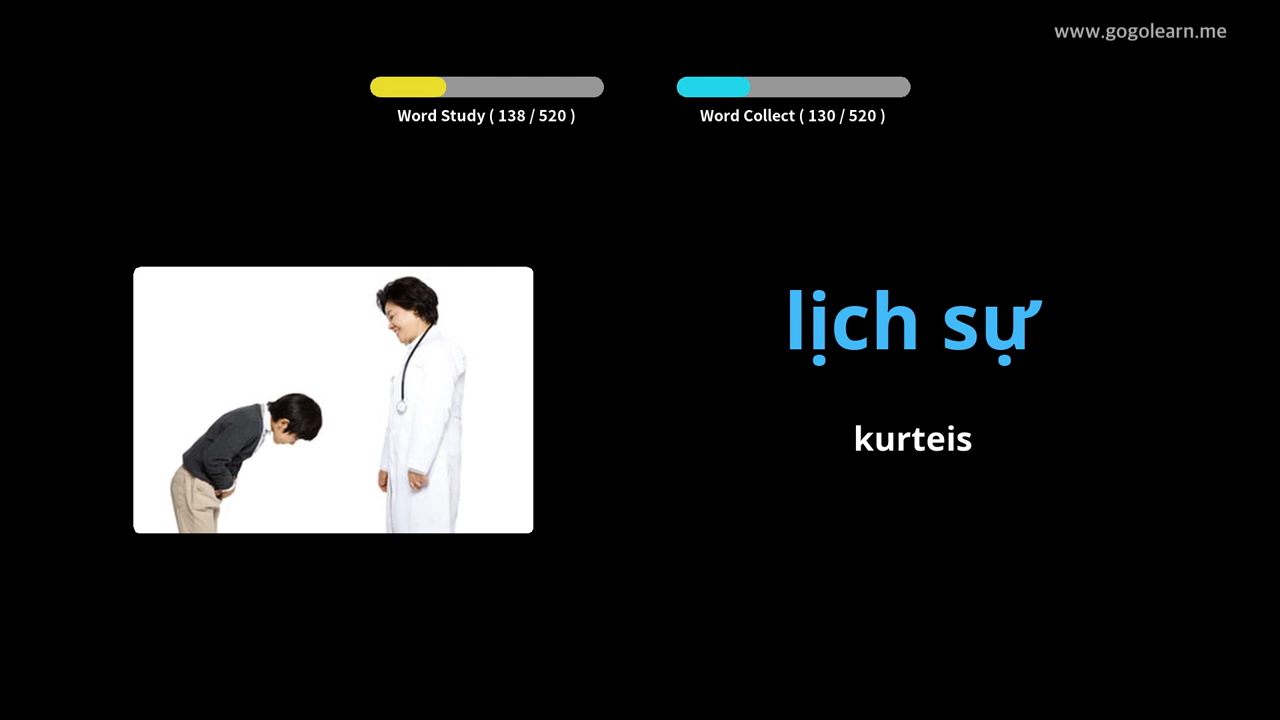 www.gogolearn.me
Word Study ( 138 / 520 )
Word Collect ( 130 / 520 )
lịch sự
kurteis